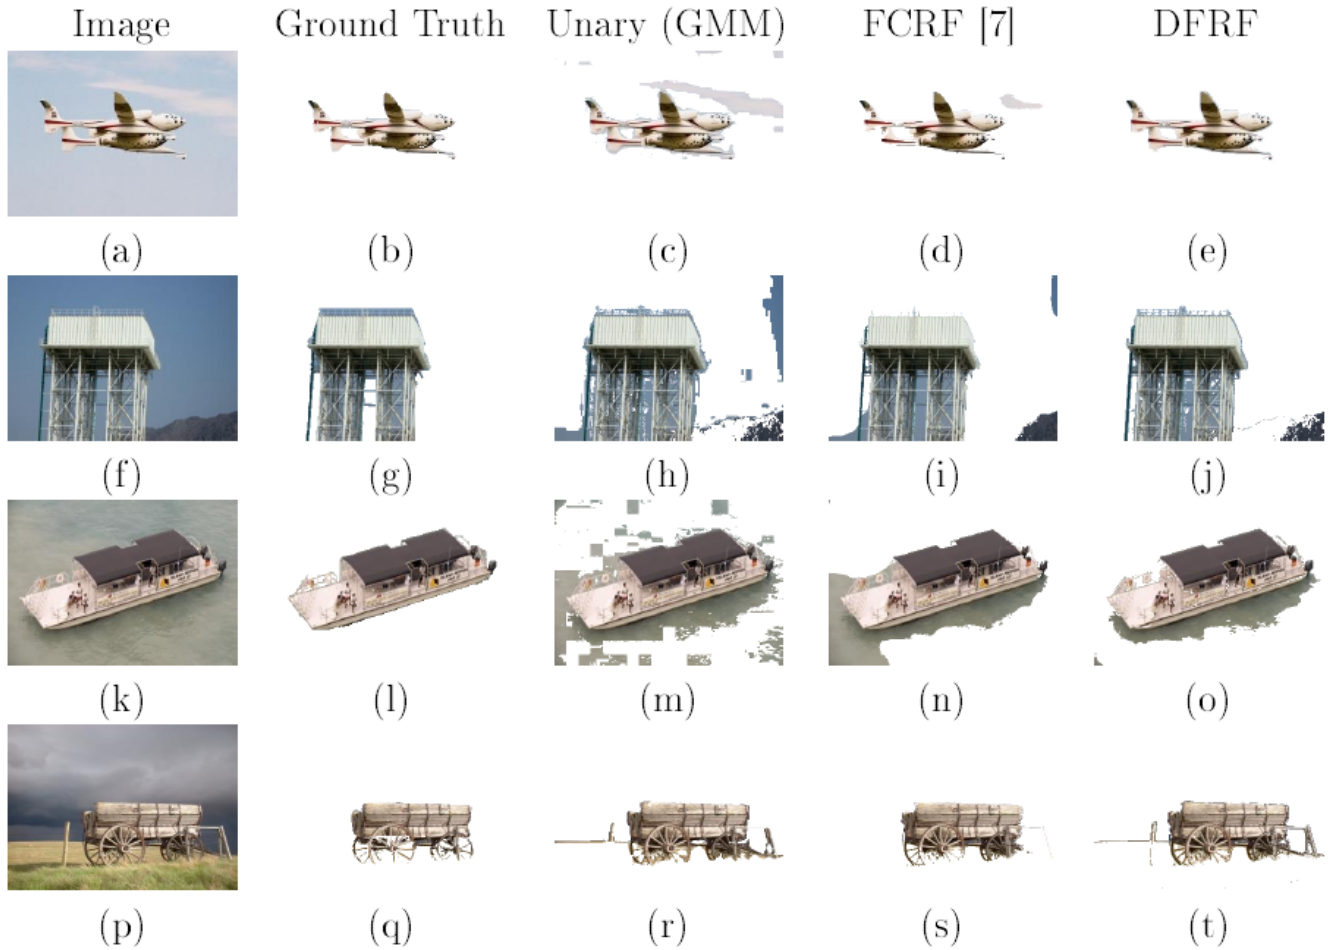 Image Ground Truth Unary (GMM) FCRF [7] DFRF
(a) (b) (c) (d) (e)
(f) (g) (h) (i) (j)
(k) (l) (m) (n) (o)
(p) (q) (r) (s) (t)